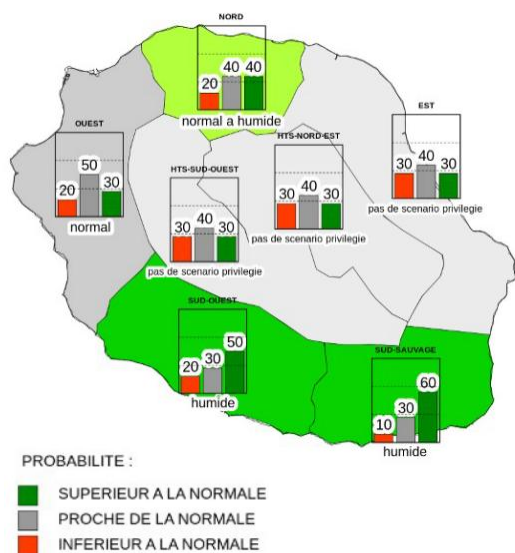 NORD
20 40 40
normal a humide
OUEST
20 50 30
normal
HTS-SUD-OUEST
30 40 30
pas de scenario privilegie
HTS-NORD-EST
30 40 30
pas de scenario privilegie
EST
30 40 30
pas de scenario privilegie
SUD-OUEST
20 30 50
humide
SUD-SAUVAGE
10 30 60
humide
PROBABILITE :
SUPERIEUR A LA NORMALE
PROCHE DE LA NORMALE
INFERIEUR A LA NORMALE